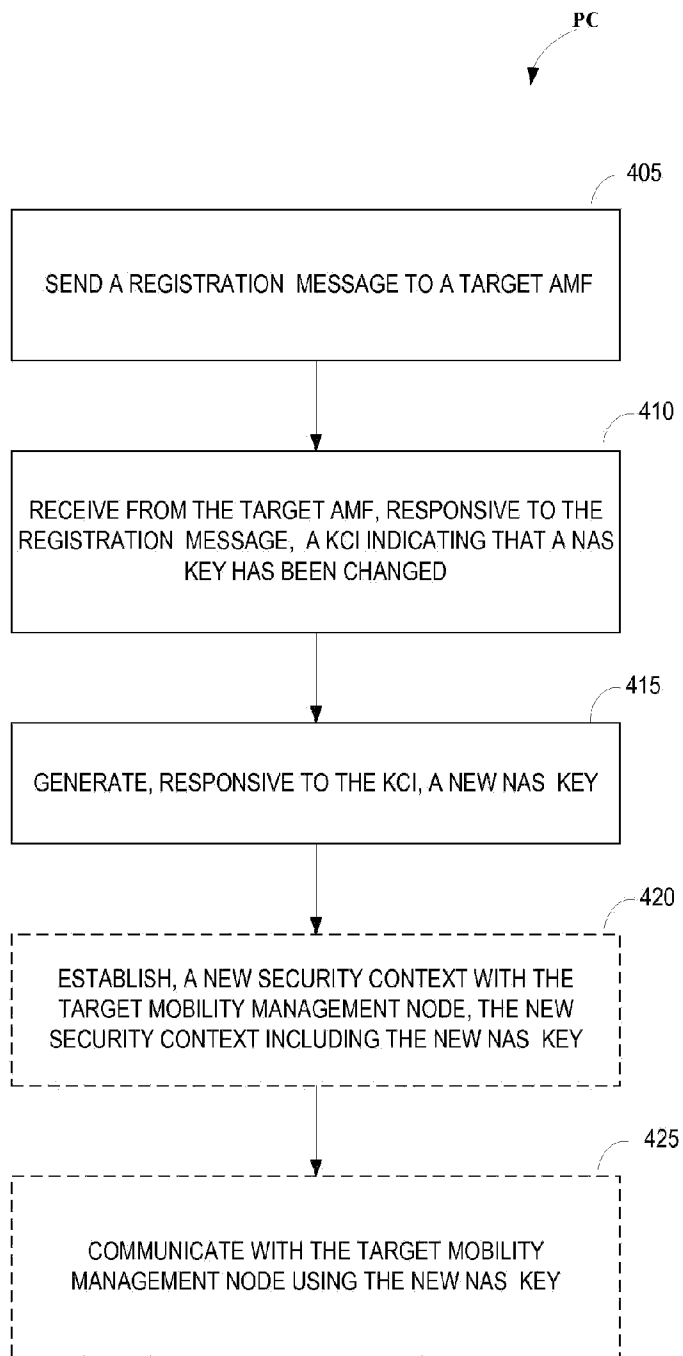 PC
405
SEND A REGISTRATION MESSAGE TO A TARGET AMF
410
RECEIVE FROM THE TARGET AMF, RESPONSIVE TO THE
REGISTRATION MESSAGE, A KCI INDICATING THAT A NAS
KEY HAS BEEN CHANGED
415
GENERATE, RESPONSIVE TO THE KCI, A NEW NAS KEY
420
ESTABLISH, A NEW SECURITY CONTEXT WITH THE
TARGET MOBILITY MANAGEMENT NODE, THE NEW
SECURITY CONTEXT INCLUDING THE NEW NAS KEY
425
COMMUNICATE WITH THE TARGET MOBILITY
MANAGEMENT NODE USING THE NEW NAS KEY